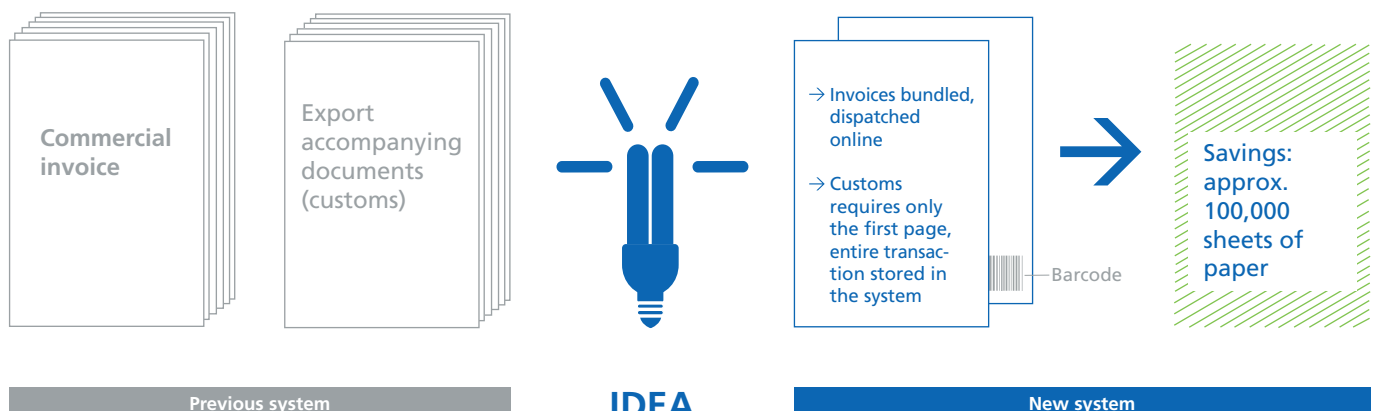 Commercial
invoice
Export
accompanying
documents
(customs)
→ Invoices bundled,
dispatched
online
→ Customs
requires only
the first page,
entire transac-
tion stored in
the system
Barcode
Savings:
approx.
100,000
sheets of
paper
Previous system
IDEA
New system